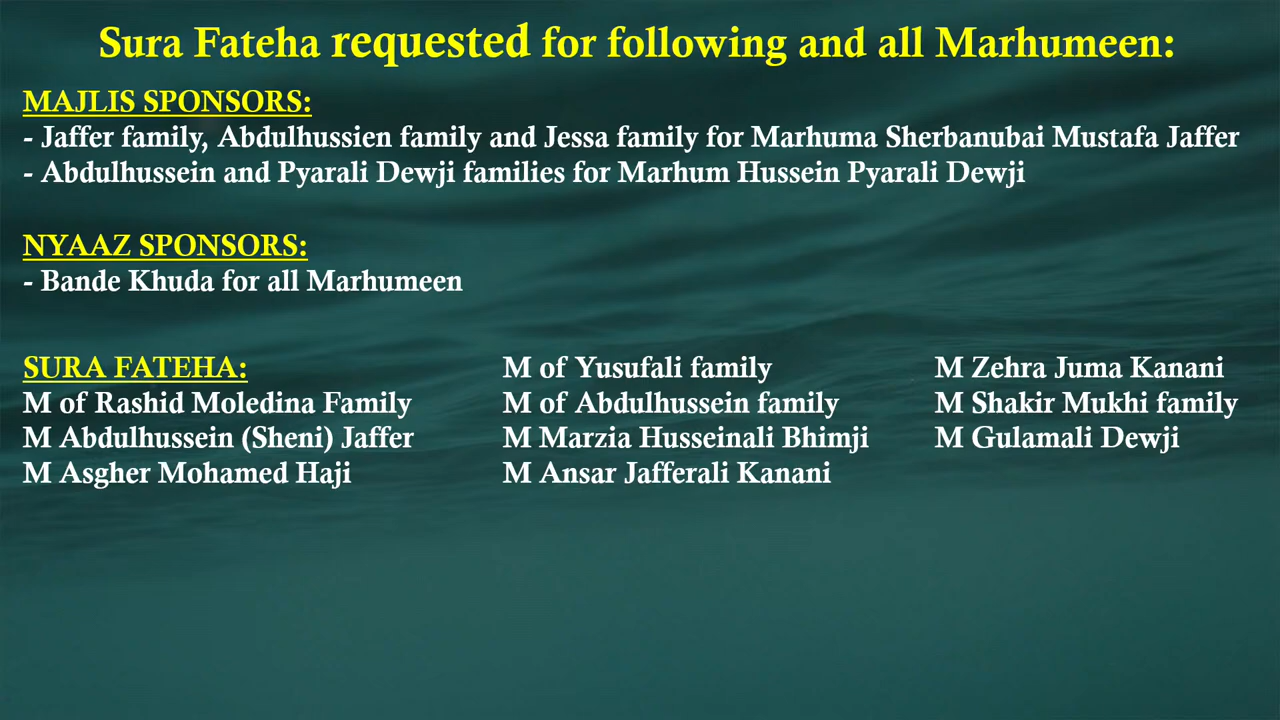 Sura Fateha requested for following and all Marhumeen:
MAJLIS SPONSORS:
- Jaffer family, Abdulhussien family and Jessa family for Marhuma Sherbanubai Mustafa Jaffer
- Abdulhussein and Pyarali Dewji families for Marhum Hussein Pyarali Dewji
NYAAZ SPONSORS:
- Bande Khuda for all Marhumeen
SURA FATEHA:
M of Rashid Moledina Family
M Abdulhussein (Sheni) Jaffer
M Asgher Mohamed Haji
M of Yusufali family
M of Abdulhussein family
M Marzia Husseinali Bhimji
M Ansar Jafferali Kanani
M Zehra Juma Kanani
M Shakir Mukhi family
M Gulamali Dewji